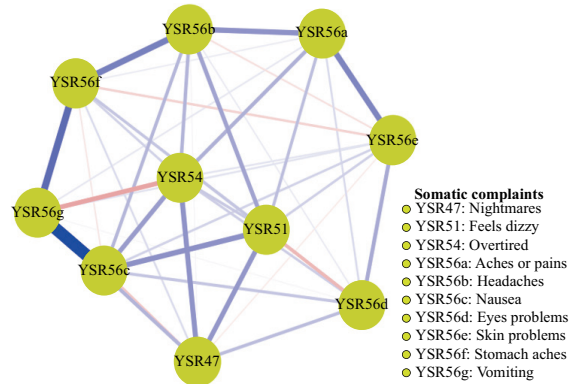 YSR56b
YSR56a
YSR56f
YSR56e
YSR54
YSR56g
YSR51
YSR56c
YSR56d
YSR47
Somatic complaints
YSR47: Nightmares
YSR51: Feels dizzy
YSR54: Overtired
YSR56a: Aches or pains
YSR56b: Headaches
YSR56c: Nausea
YSR56d: Eyes problems
YSR56e: Skin problems
YSR56f: Stomach aches
YSR56g: Vomiting